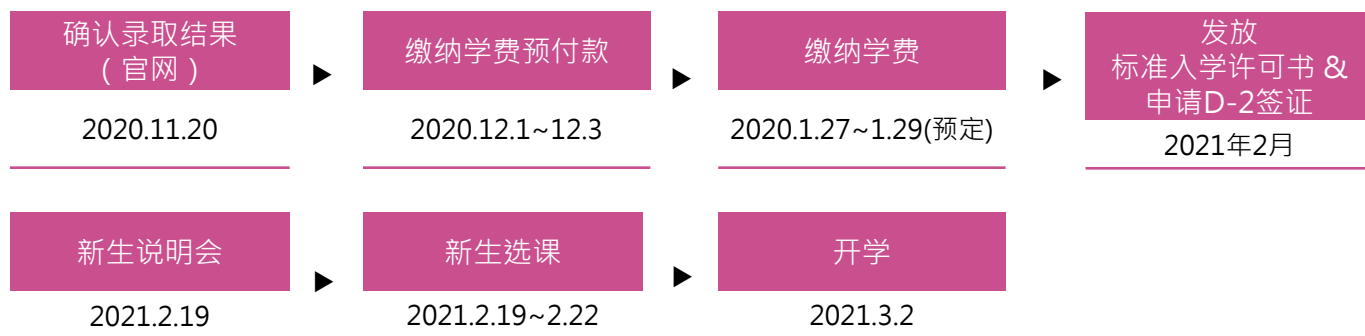 确认录取结果
（官网）
2020.11.20
▶
缴纳学费预付款
2020.12.1~12.3
▶
缴纳学费
2020.1.27~1.29(预定)
▶
发放
标准入学许可书 &
申请D-2签证
2021年2月
新生说明会
2021.2.19
▶
新生选课
2021.2.19~2.22
▶
开学
2021.3.2